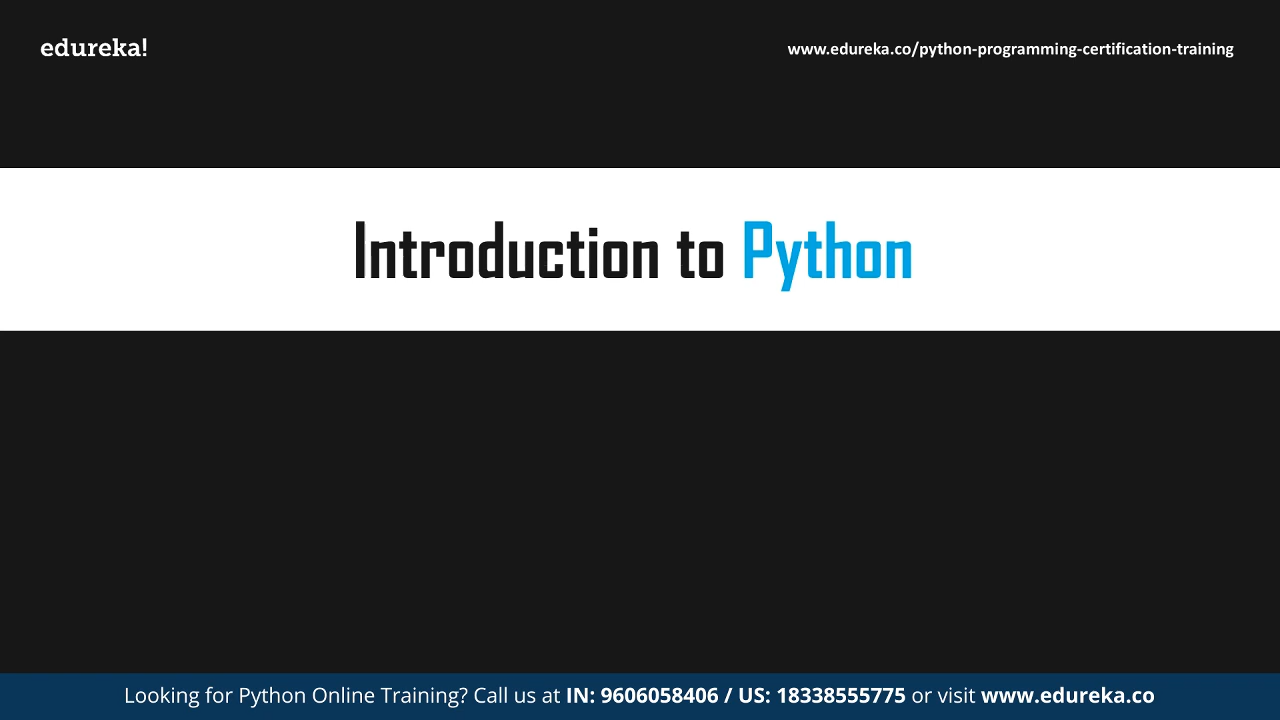 edureka!
www.edureka.co/python-programming-certification-training
Introduction to Python
Looking for Python Online Training? Call us at IN: 9606058406 / US: 18338555775 or visit www.edureka.co